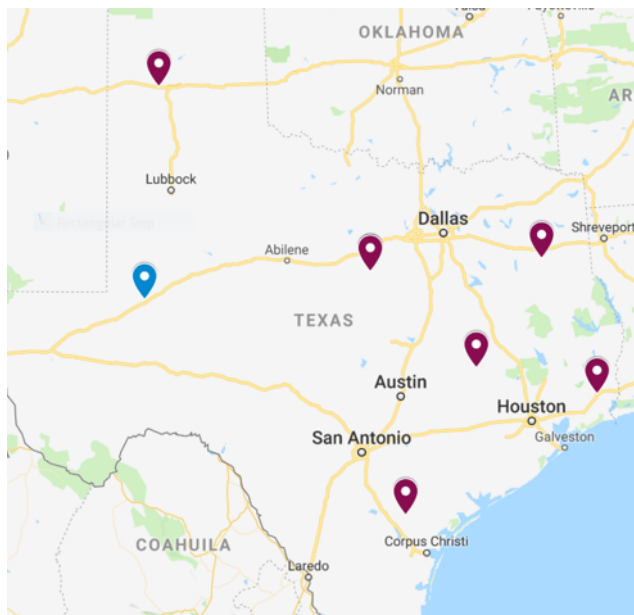 OKLAHOMA
Norman
AR
Lubbock
Dallas
Shreveport
Abilene
TEXAS
Austin
Houston
San Antonio
Galveston
COAHUILA
Corpus Christi
Laredo